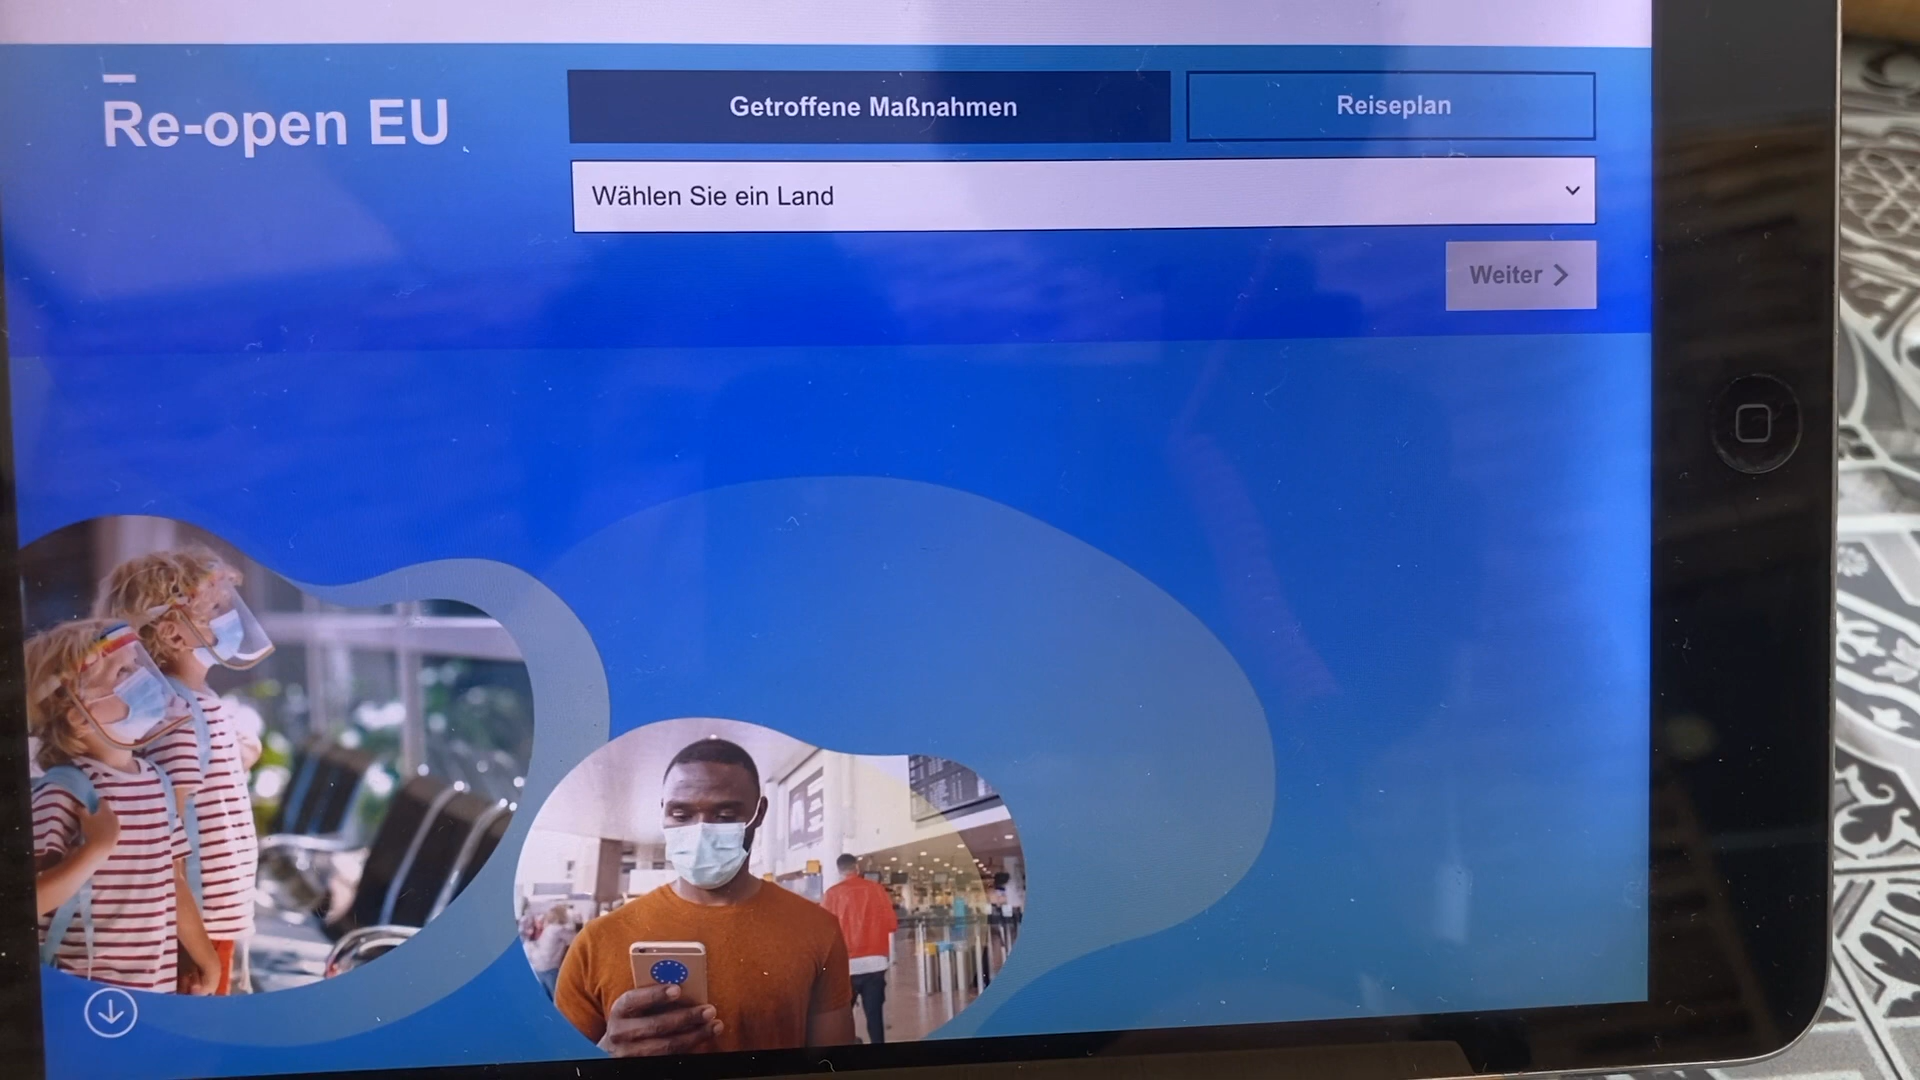 Re-open EU
Getroffene Maßnahmen
Reiseplan
Wählen Sie ein Land
Weiter